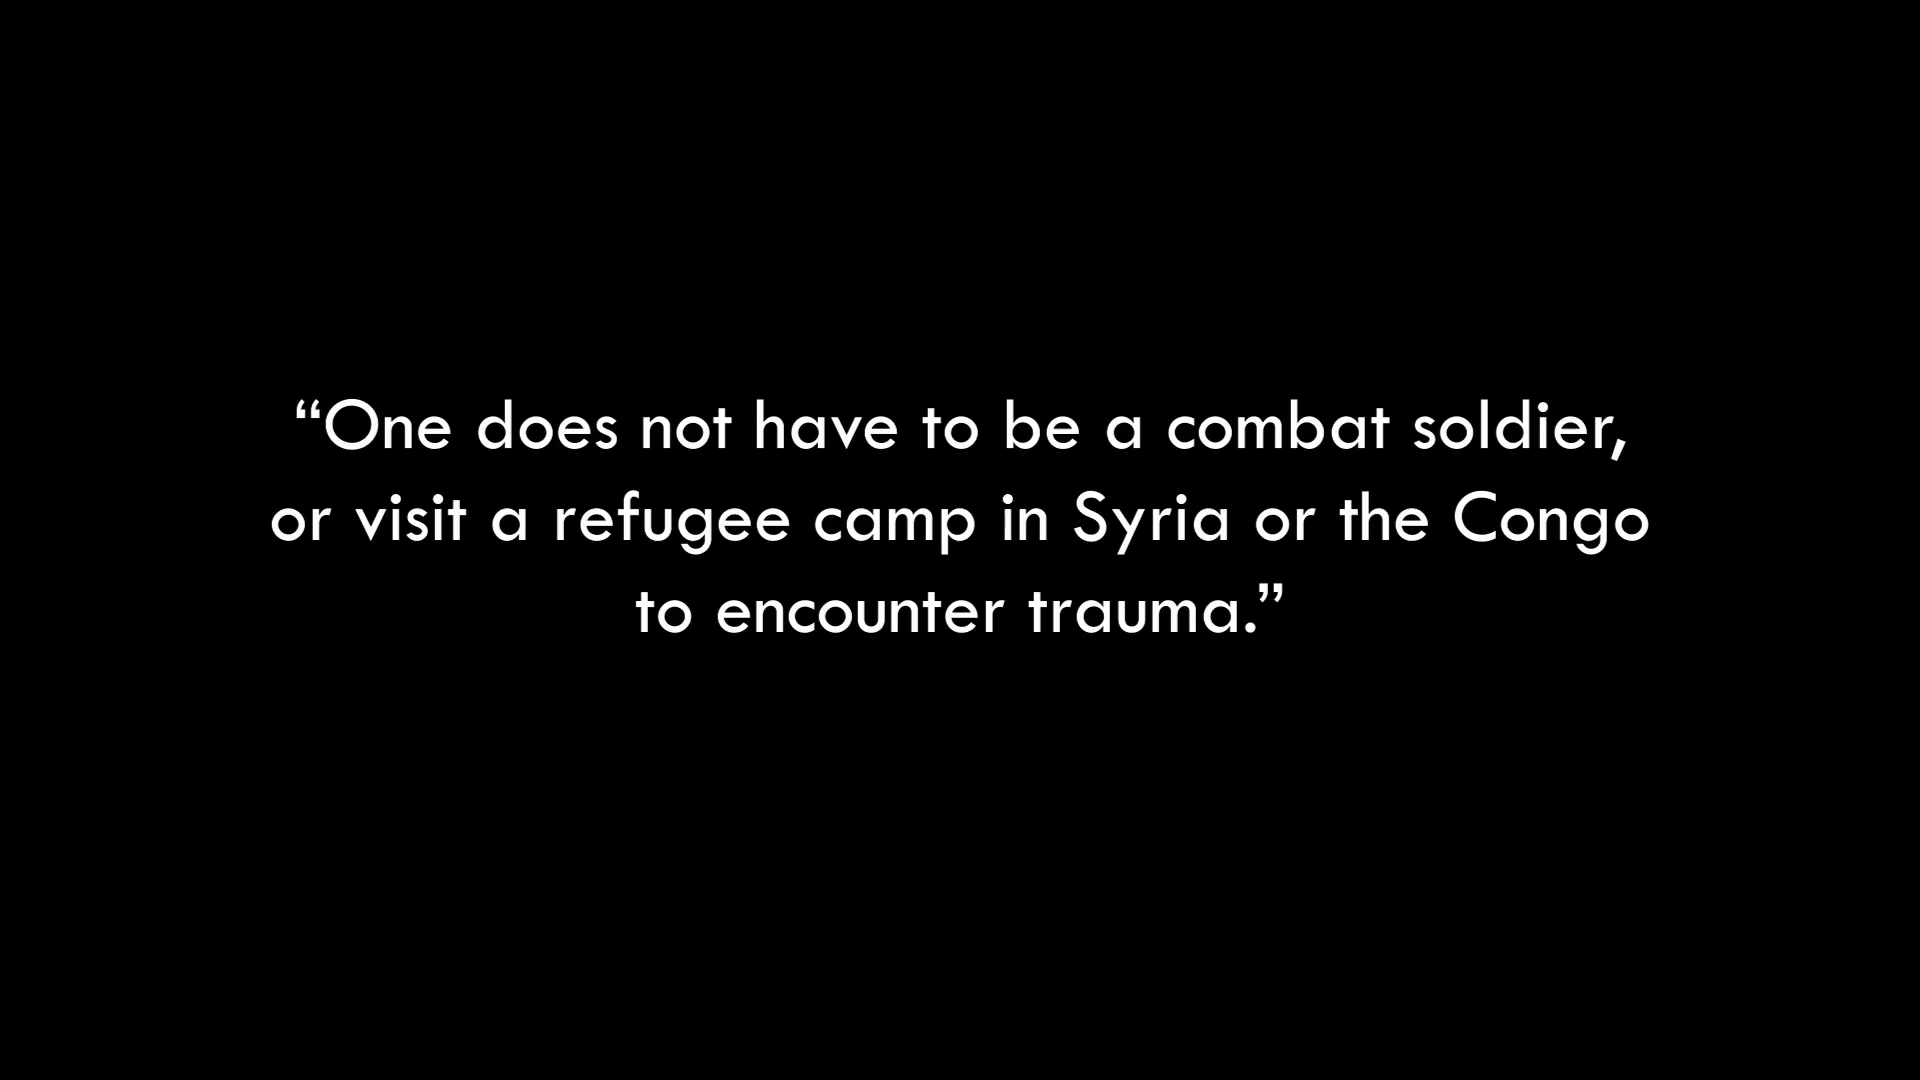 “One does not have to be a combat soldier,
or visit a refugee camp in Syria or the Congo
to encounter trauma.”